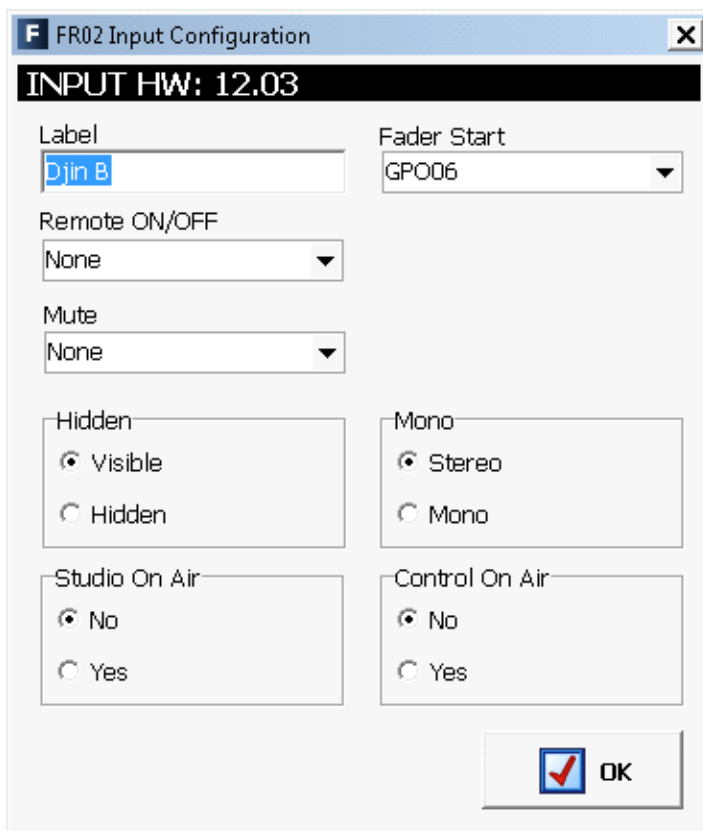 F FR02 Input Configuration
INPUT HW: 12.03
Label
Djin B
Fader Start
GPO06
Remote ON/OFF
None
Mute
None
Hidden
Visible
Hidden
Mono
Stereo
Mono
Studio On Air
No
Yes
Control On Air
No
Yes
OK